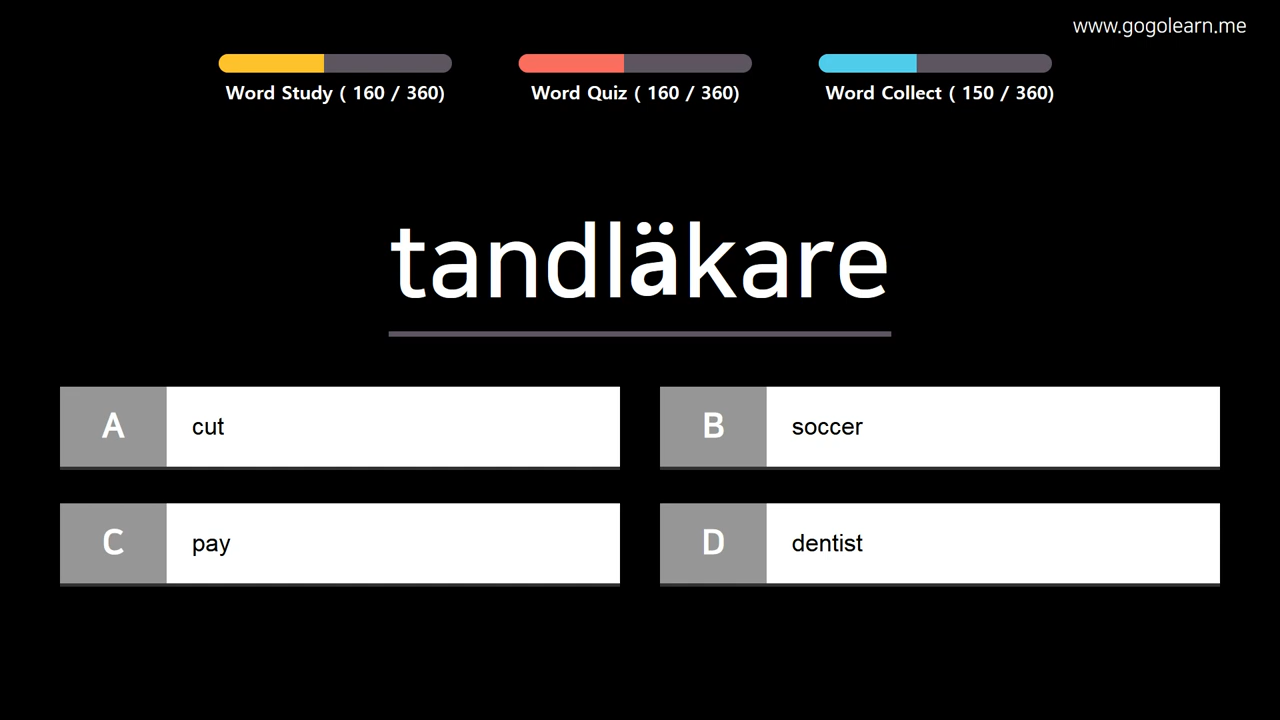 www.gogolearn.me
Word Study ( 160 / 360)
Word Quiz ( 160 / 360)
Word Collect ( 150 / 360)
tandläkare
A cut
B soccer
C pay
D dentist